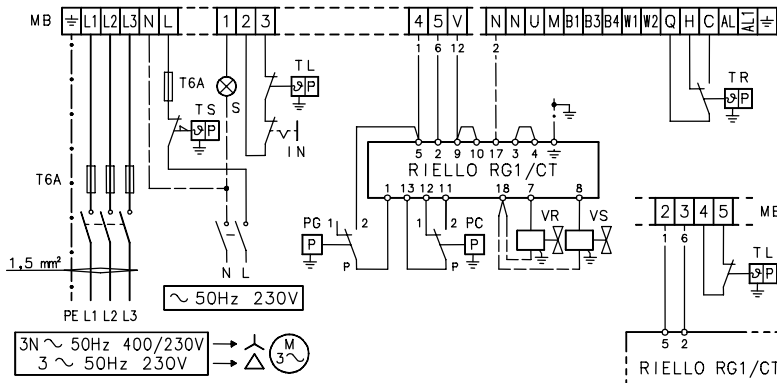 MB L1 L2 L3 N L 1 2 3 4 5 V N N U M B1 B3 B4 W1 W2 Q H C AL AL1
1 6 12 2
T6A
S
TL
ϑ P
TR
ϑ P
TS
ϑ P
IN
5 2 9 10 17 3 4
RIELLO RG1/CT
1 13 12 11 18 7 8
T6A
PG
P
1 2
P
1 2
P
PC
P
VR
VS
2 3 4 5 MB
1 6
TL
ϑ P
1,5 mm²
N L
PE L1 L2 L3
~ 50Hz 230V
5 2
RIELLO RG1/CT
3N ~ 50Hz 400/230V
3 ~ 50Hz 230V
M
3~